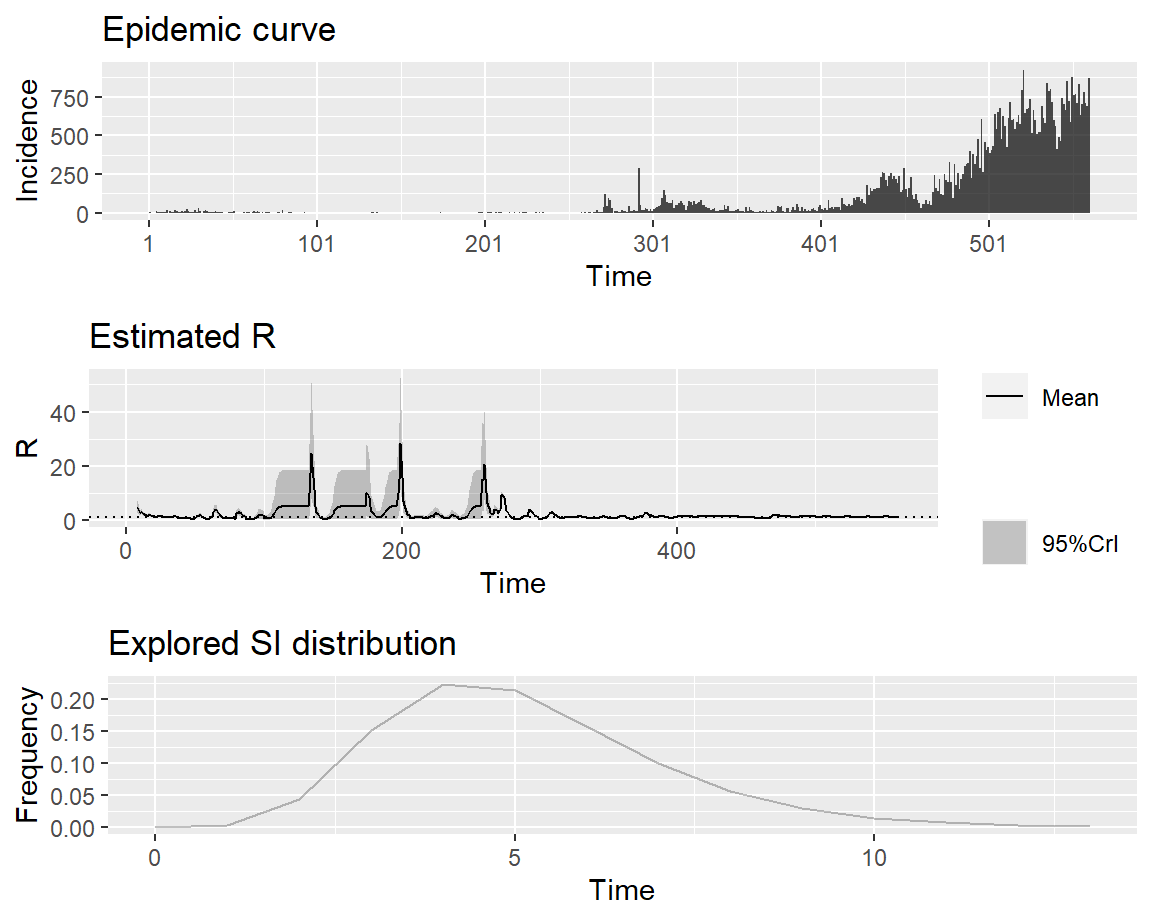 Epidemic curve
Incidence
750
500
250
0
1 101 201 301 401 501
Time
Estimated R
R
40
20
0
0 200 400
Time
Mean
95%CrI
Explored SI distribution
Frequency
0.20
0.15
0.10
0.05
0.00
0 5 10
Time